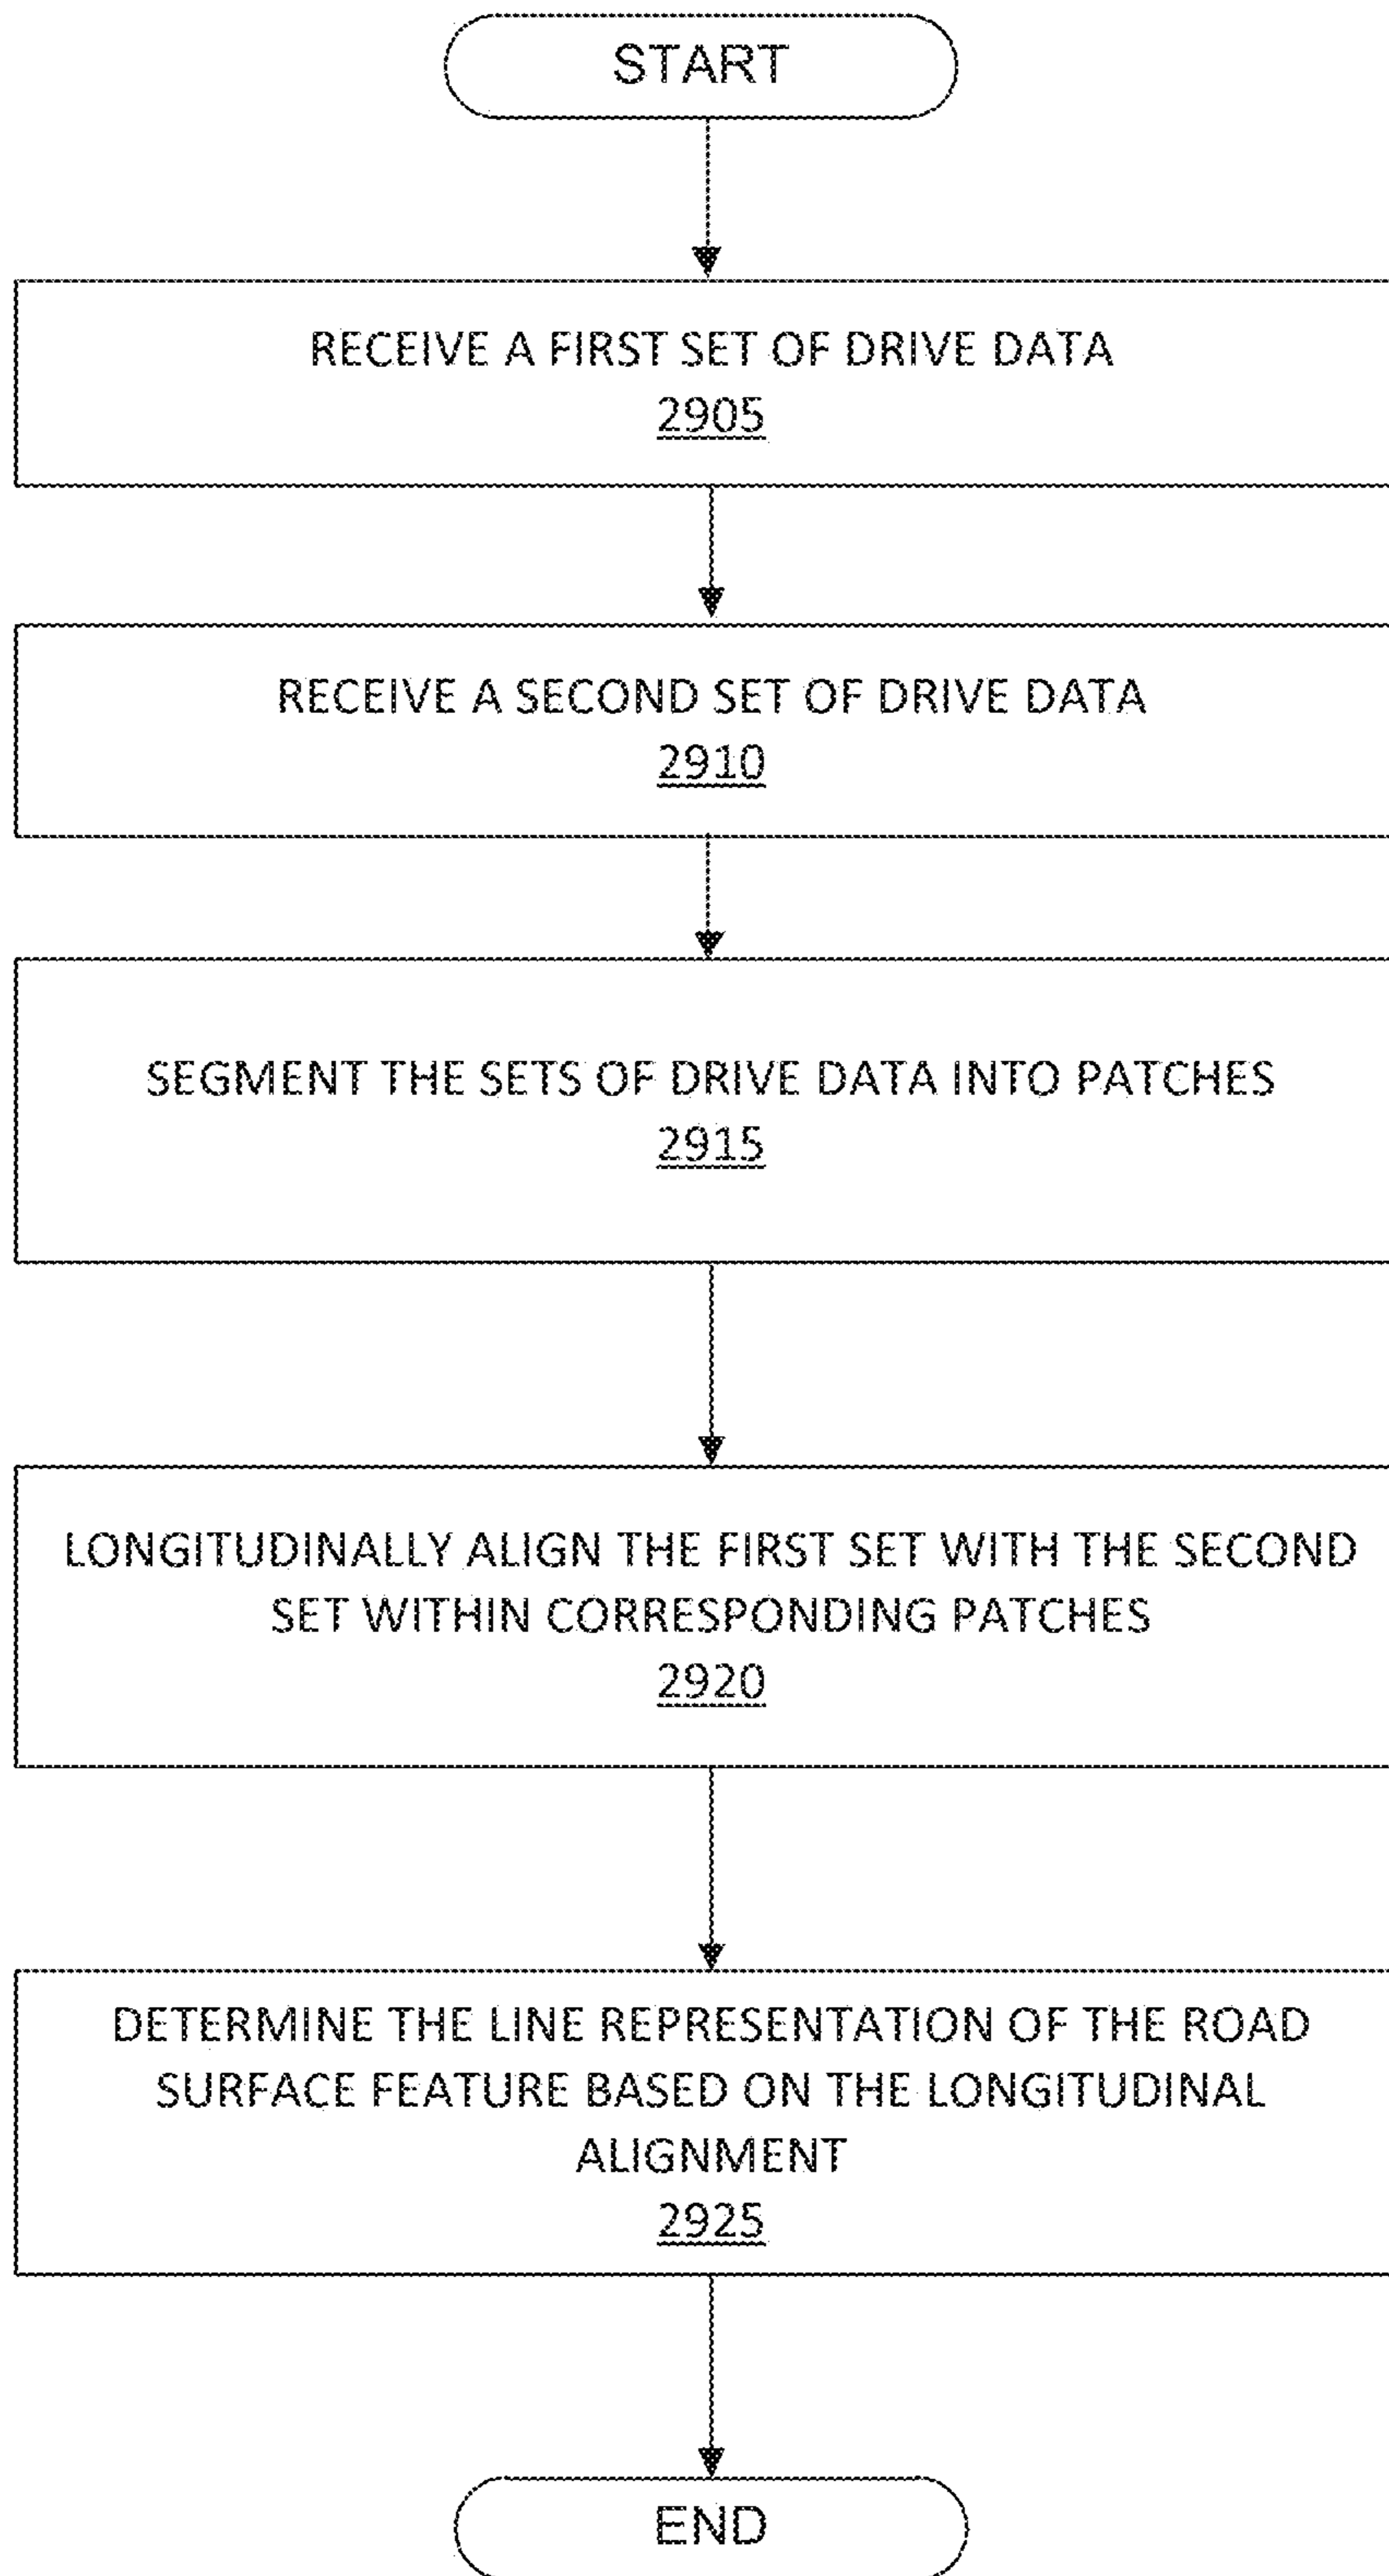 START
RECEIVE A FIRST SET OF DRIVE DATA
2905
RECEIVE A SECOND SET OF DRIVE DATA
2910
SEGMENT THE SETS OF DRIVE DATA INTO PATCHES
2915
LONGITUDINALLY ALIGN THE FIRST SET WITH THE SECOND
SET WITHIN CORRESPONDING PATCHES
2920
DETERMINE THE LINE REPRESENTATION OF THE ROAD
SURFACE FEATURE BASED ON THE LONGITUDINAL
ALIGNMENT
2925
END